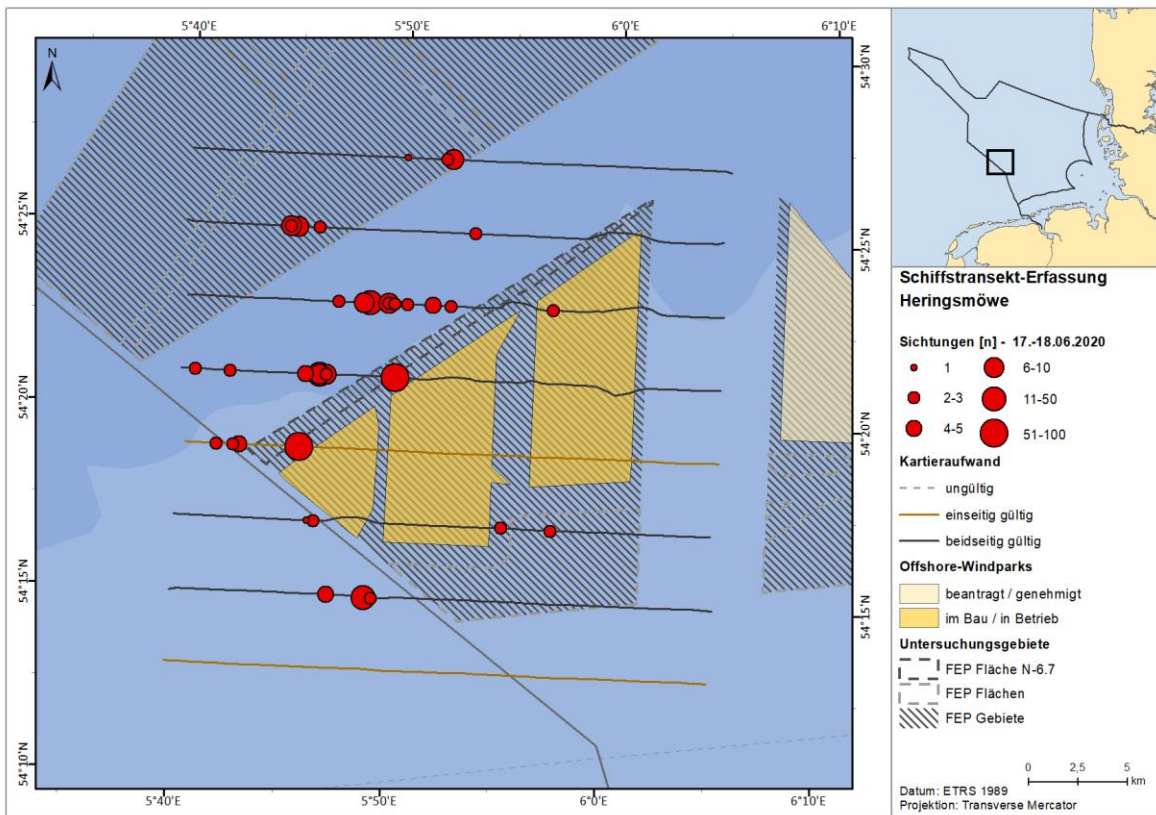 5°40'E 5°50'E 6°0'E 6°10'E
N
54°30'N
54°25'N 54°25'N
54°20'N 54°20'N
54°15'N 54°15'N
54°10'N
5°40'E 5°50'E 6°0'E 6°10'E
Schiffstransekt-Erfassung
Heringsmöwe
Sichtungen [n] - 17.-18.06.2020
1 6-10
2-3 11-50
4-5 51-100
Kartieraufwand
ungültig
einseitig gültig
beidseitig gültig
Offshore-Windparks
beantragt / genehmigt
im Bau / in Betrieb
Untersuchungsgebiete
FEP Fläche N-6.7
FEP Flächen
FEP Gebiete
0 2,5 5
km
Datum: ETRS 1989
Projektion: Transverse Mercator